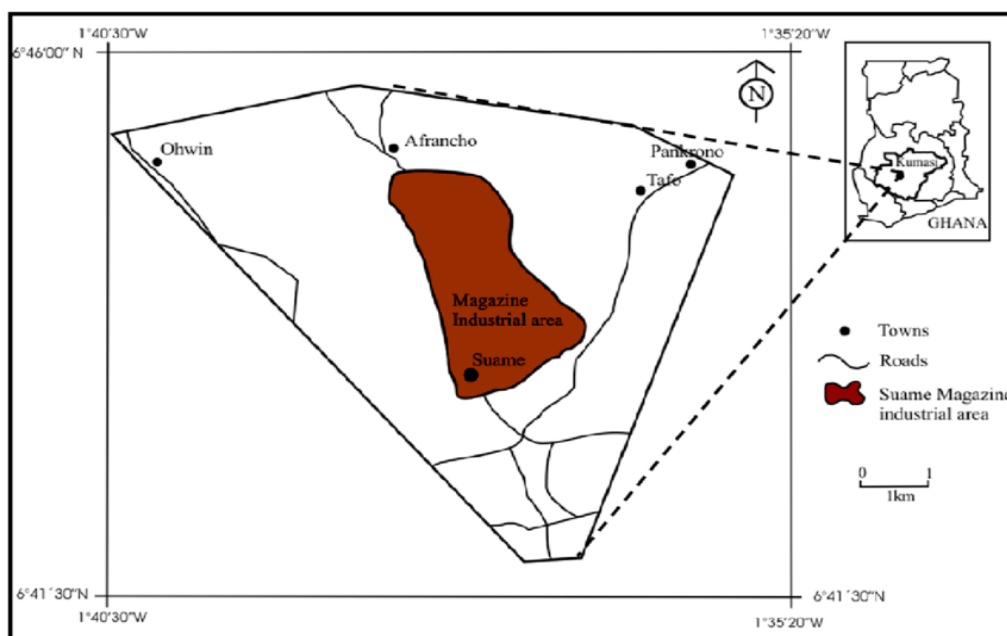 1°40'30"W
1°35'20"W
6°46'00" N
N
Ohwin
Afrancho
Pankrono
Tafo
Kumasi
GHANA
Magazine
Industrial area
Suame
Towns
Roads
Suame Magazine
industrial area
0 1
1km
6°41'30"N
6°41'30"N
1°40'30"W
1°35'20"W